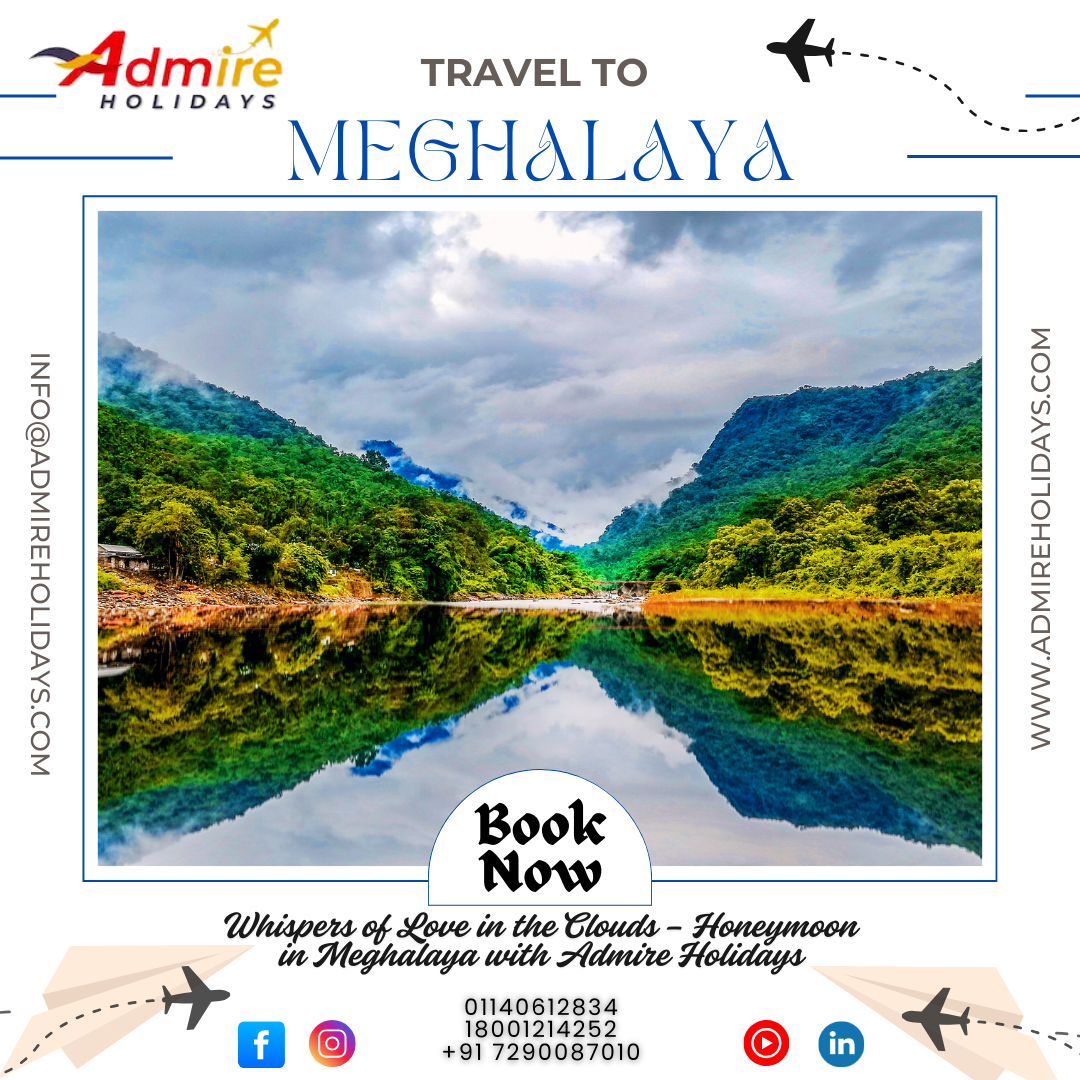 Admire
HOLIDAYS
TRAVEL TO
MEGHALAYA
INFO@ADMIREHOLIDAYS.COM
WWW.ADMIREHOLIDAYS.COM
Book
Now
Whispers of Love in the Clouds – Honeymoon
in Meghalaya with Admire Holidays
01140612834
18001214252
+91 7290087010